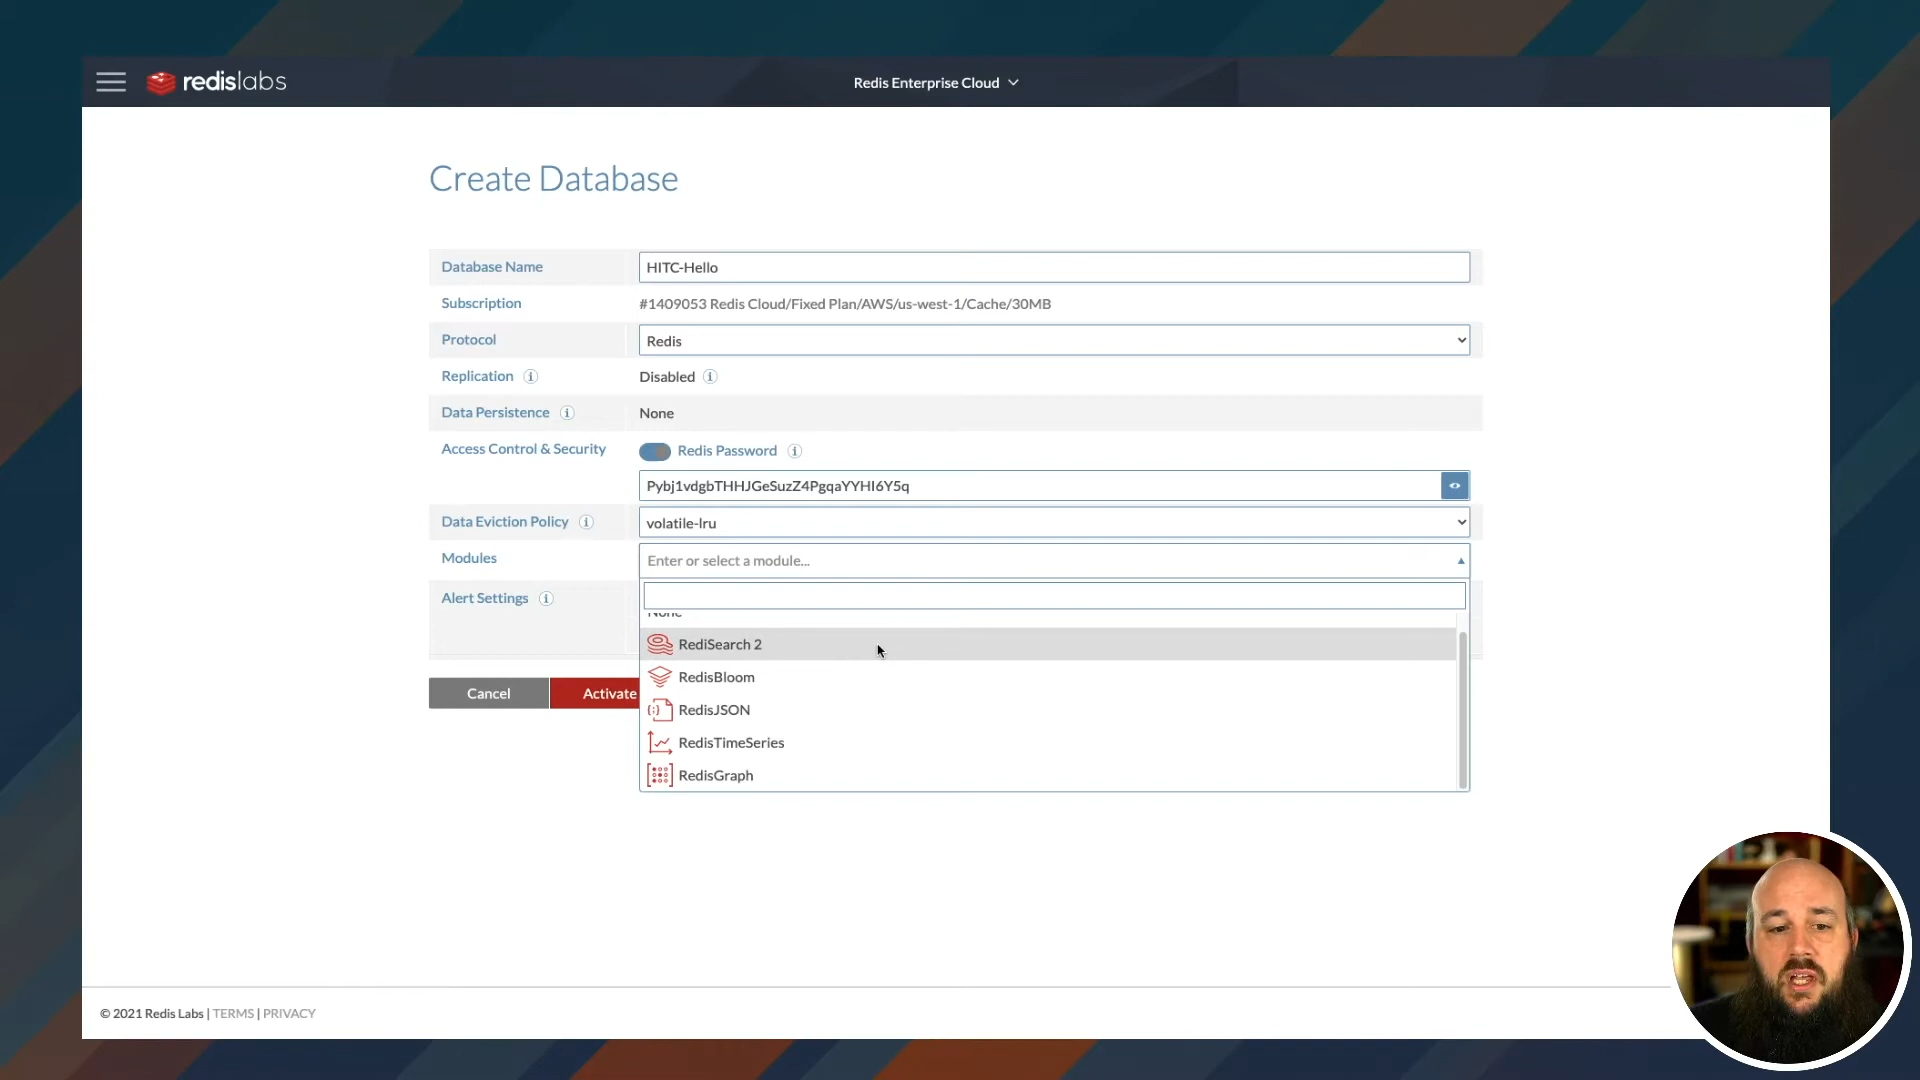 redislabs
Redis Enterprise Cloud
Create Database
Database Name
HITC-Hello
Subscription
#1409053 Redis Cloud/Fixed Plan/AWS/us-west-1/Cache/30MB
Protocol
Redis
Replication
Disabled
Data Persistence
None
Access Control & Security
Redis Password
Pybj1vdgbTHHJGeSuzZ4PgqaYYHI6Y5q
Data Eviction Policy
volatile-lru
Modules
Enter or select a module...
Alert Settings
None
RediSearch 2
RedisBloom
RedisJSON
RedisTimeSeries
RedisGraph
Cancel
Activate
© 2021 Redis Labs | TERMS | PRIVACY